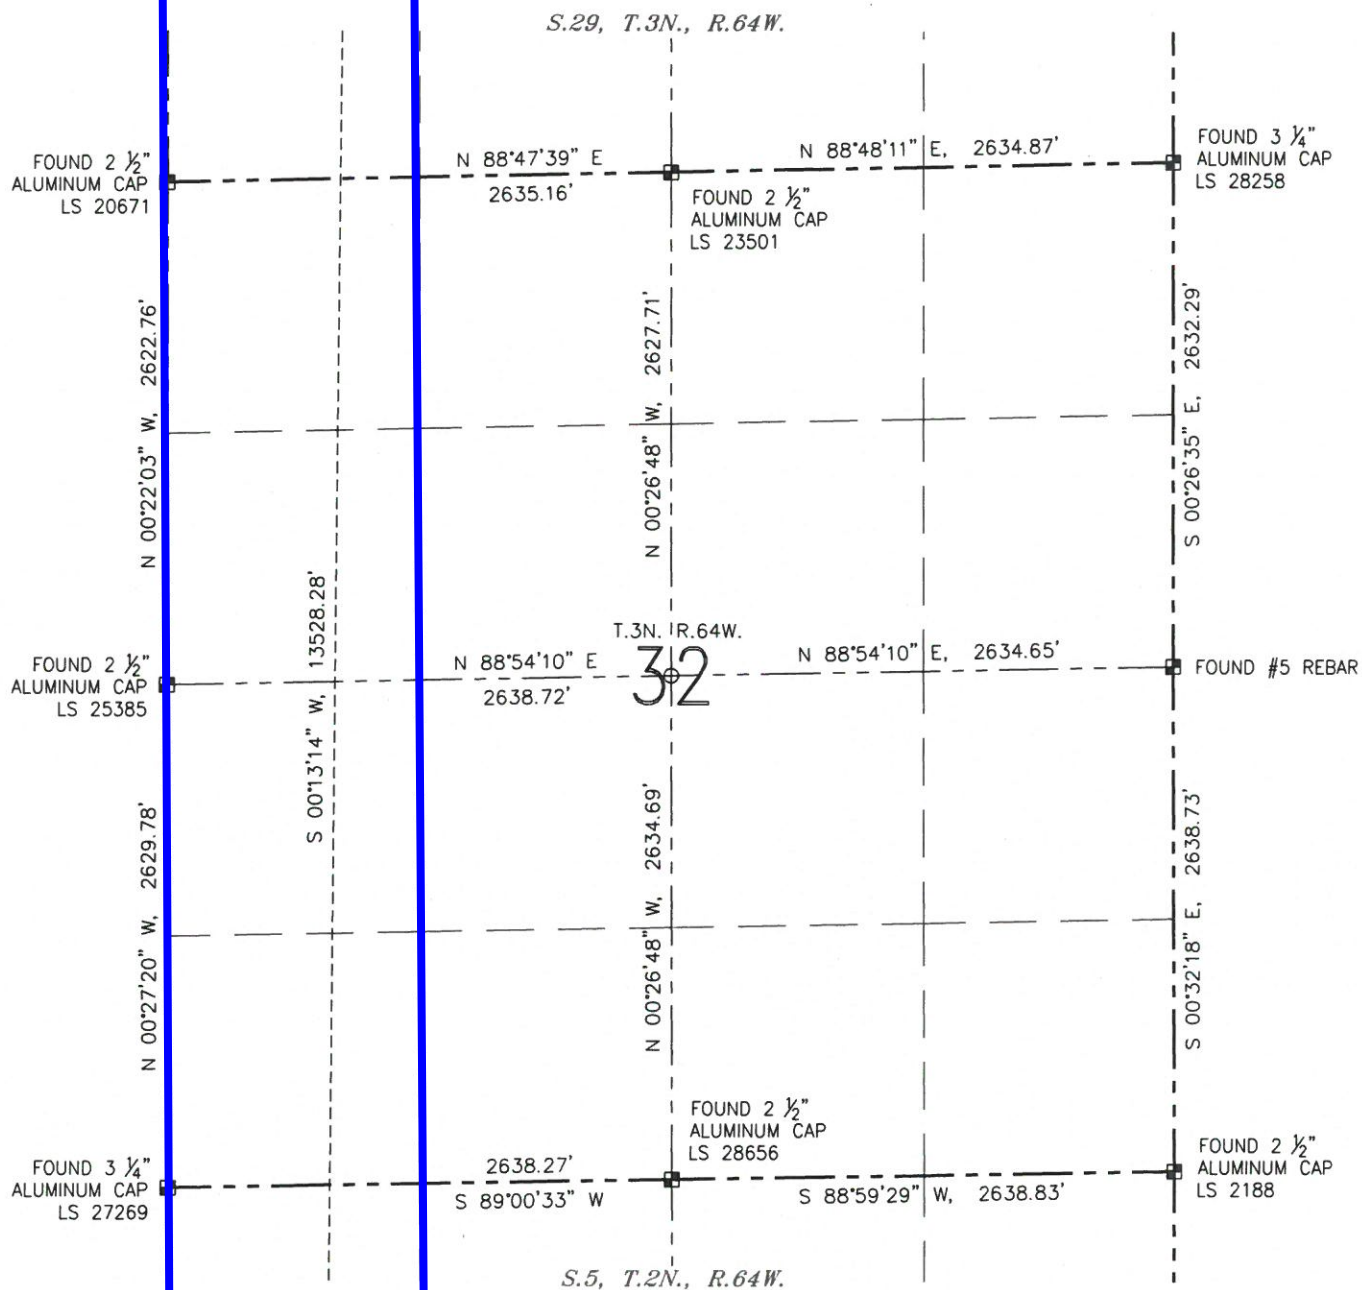 S.29, T.3N., R.64W.
FOUND 2 ½"
ALUMINUM CAP
LS 20671
N 88°47'39" E
2635.16'
N 88°48'11" E, 2634.87'
FOUND 3 ¼"
ALUMINUM CAP
LS 28258
FOUND 2 ½"
ALUMINUM CAP
LS 23501
N 00°22'03" W, 2622.76'
N 00°26'48" W, 2627.71'
S 00°26'35" E, 2632.29'
S 00°13'14" W, 13528.28'
T.3N. R.64W.
32
FOUND 2 ½"
ALUMINUM CAP
LS 25385
N 88°54'10" E
2638.72'
N 88°54'10" E, 2634.65'
FOUND #5 REBAR
N 00°27'20" W, 2629.78'
N 00°26'48" W, 2634.69'
S 00°32'18" E, 2638.73'
FOUND 2 ½"
ALUMINUM CAP
LS 28656
FOUND 3 ¼"
ALUMINUM CAP
LS 27269
2638.27'
S 89°00'33" W
S 88°59'29" W, 2638.83'
FOUND 2 ½"
ALUMINUM CAP
LS 2188
S.5, T.2N., R.64W.